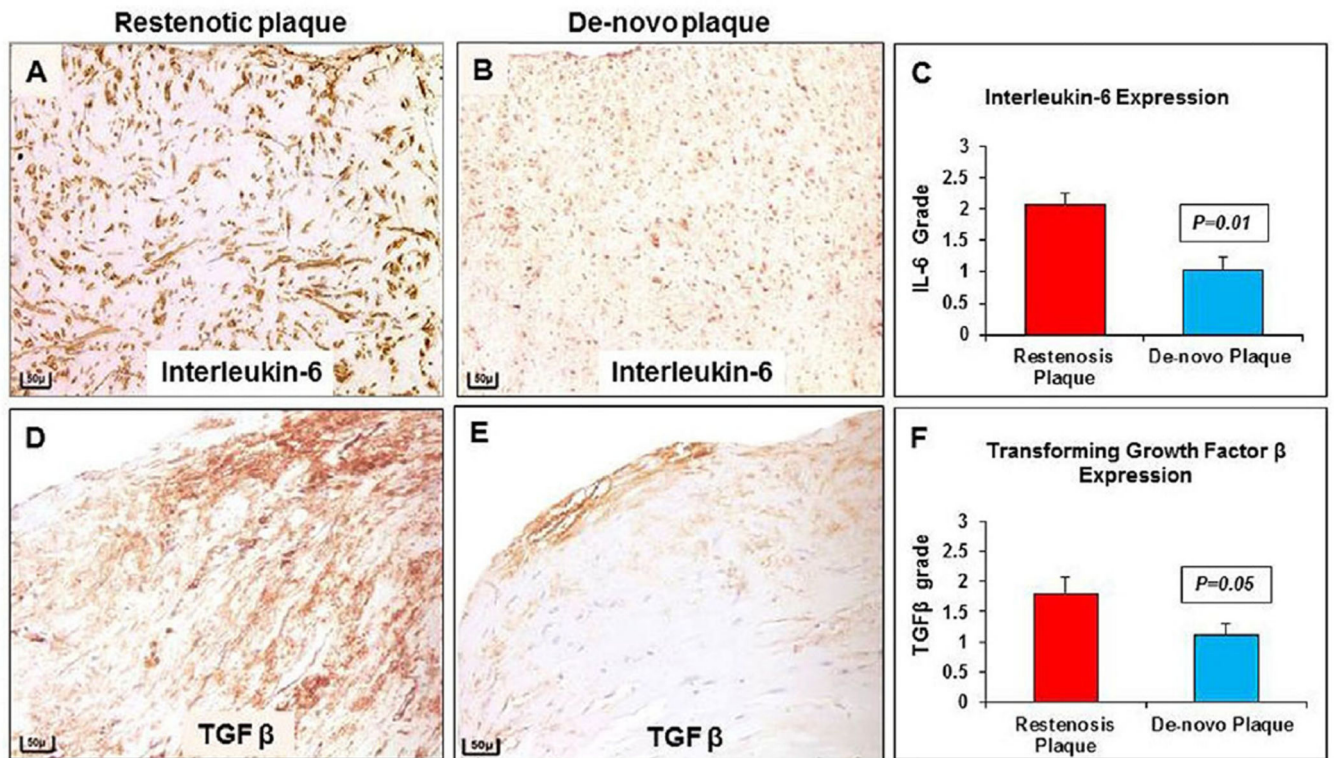 Restenotic plaque
De-novo plaque
A
Interleukin-6
50µ
B
Interleukin-6
50µ
C
Interleukin-6 Expression
IL-6 Grade
3
2.5
2
1.5
1
0.5
0
P=0.01
Restenosis
Plaque
De-novo Plaque
D
TGF β
50µ
E
TGF β
50µ
F
Transforming Growth Factor β
Expression
TGFβ grade
3
2.5
2
1.5
1
0.5
0
P=0.05
Restenosis
Plaque
De-novo Plaque